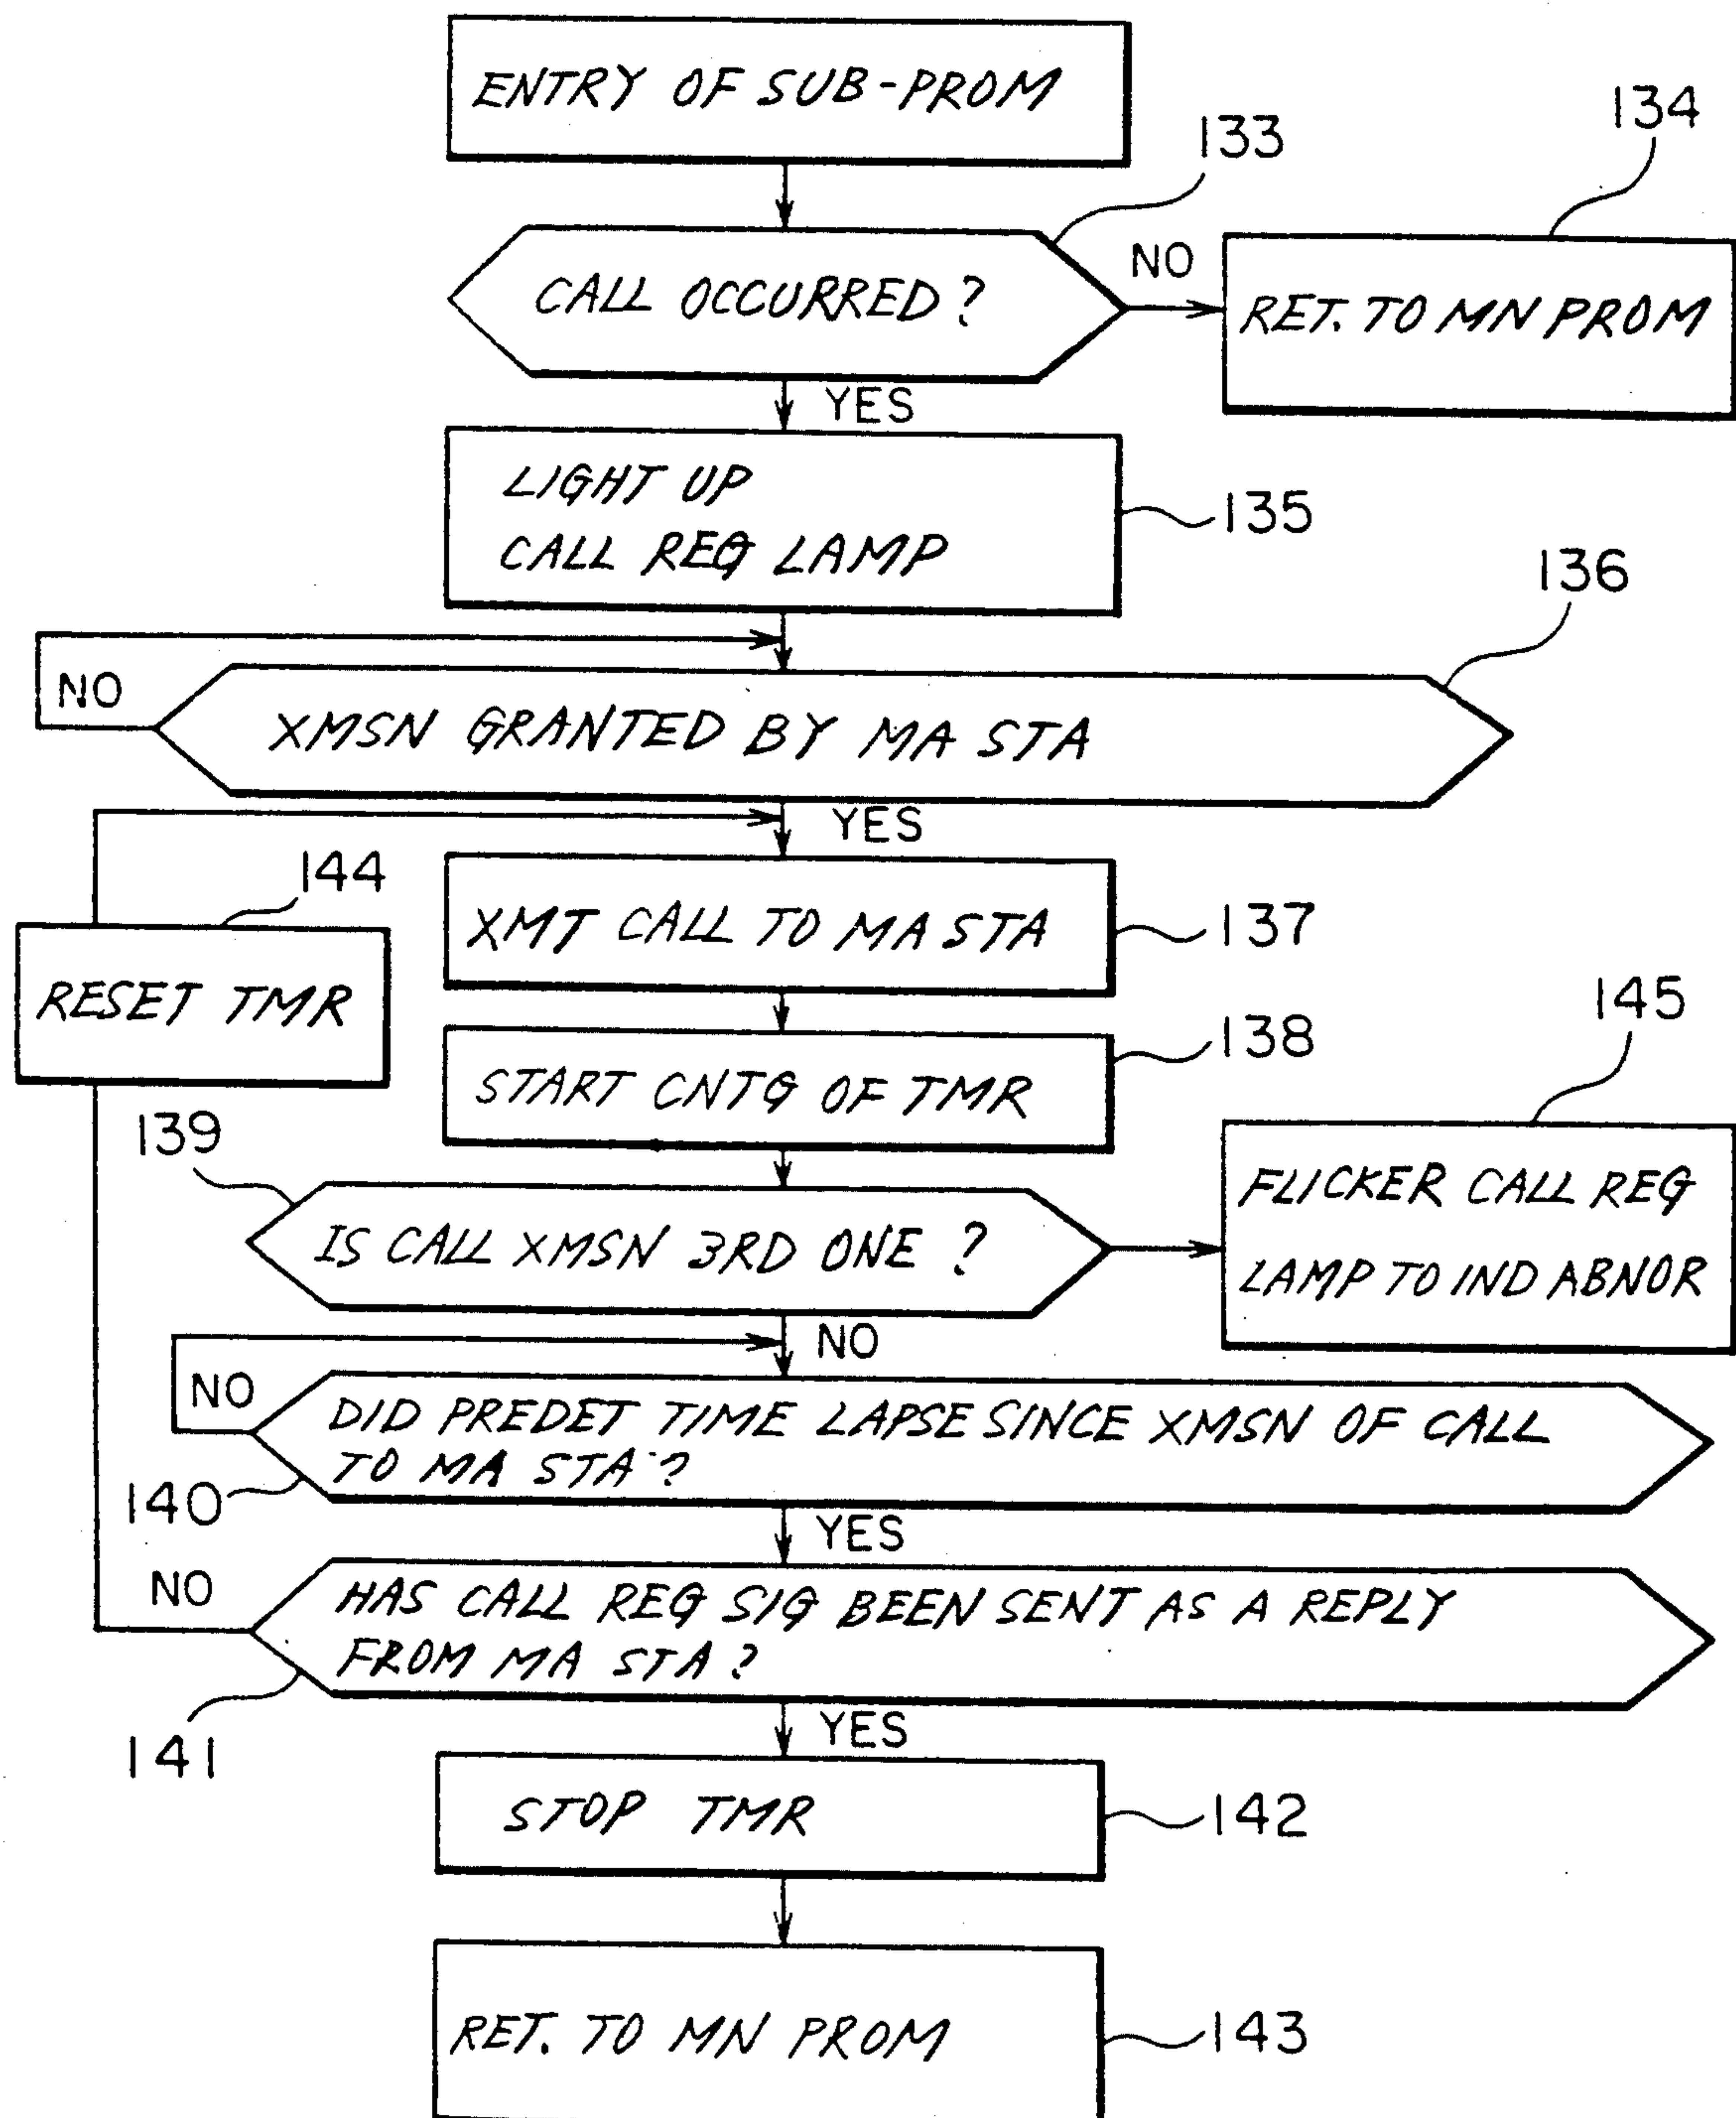 ENTRY OF SUB-PROM
133
134
CALL OCCURRED?
NO
RET. TO MN PROM
YES
LIGHT UP
CALL REG LAMP
135
136
NO
XMSN GRANTED BY MA STA
YES
144
XMT CALL TO MA STA
137
RESET TMR
145
138
START CNTG OF TMR
139
FLICKER CALL REG
LAMP TO IND ABNOR
IS CALL XMSN 3RD ONE ?
NO
NO
DID PREDET TIME LAPSE SINCE XMSN OF CALL
TO MA STA ?
140
YES
NO
HAS CALL REG SIG BEEN SENT AS A REPLY
FROM MA STA ?
141
YES
STOP TMR
142
RET. TO MN PROM
143